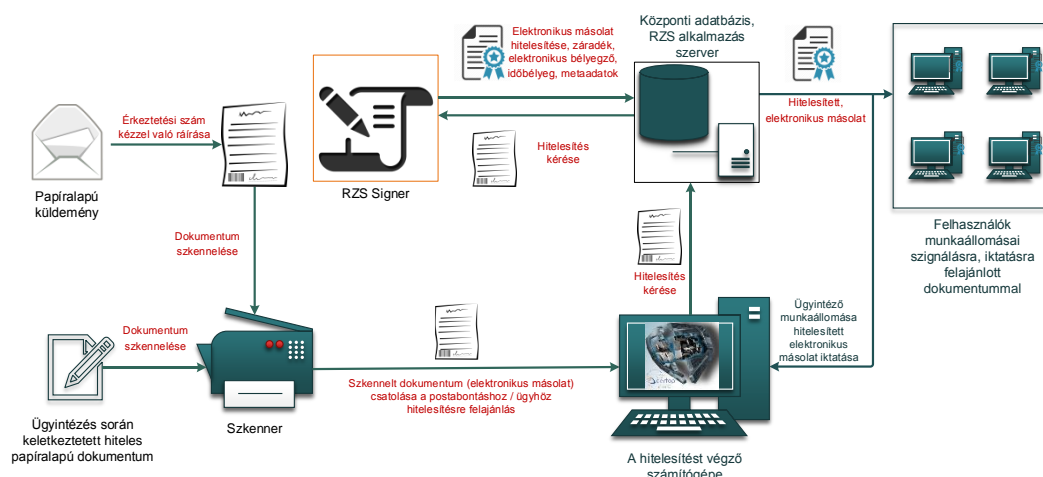 Elektronikus másolat
hitelesítése, záradék,
elektronikus bélyegző,
időbélyeg, metaadatok
Központi adatbázis,
RZS alkalmazás
szerver
Érkeztetési szám
kézzel való ráírása
Hitelesített,
elektronikus másolat
Hitelesítés
kérése
Papíralapú
küldemény
RZS Signer
Felhasználók
munkaállomásai
szignálásra, iktatásra
felajánlott
dokumentummal
Dokumentum
szkennelése
Hitelesítés
kérése
Ügyintéző
munkaállomása
hitelesített
elektronikus
másolat iktatása
Dokumentum
szkennelése
Szkennelt dokumentum (elektronikus másolat)
csatolása a postabontáshoz / ügyhöz
hitelesítésre felajánlás
Szkenner
Ügyintézés során
keletkeztetett hiteles
papíralapú dokumentum
A hitelesítést végző
számítógépe